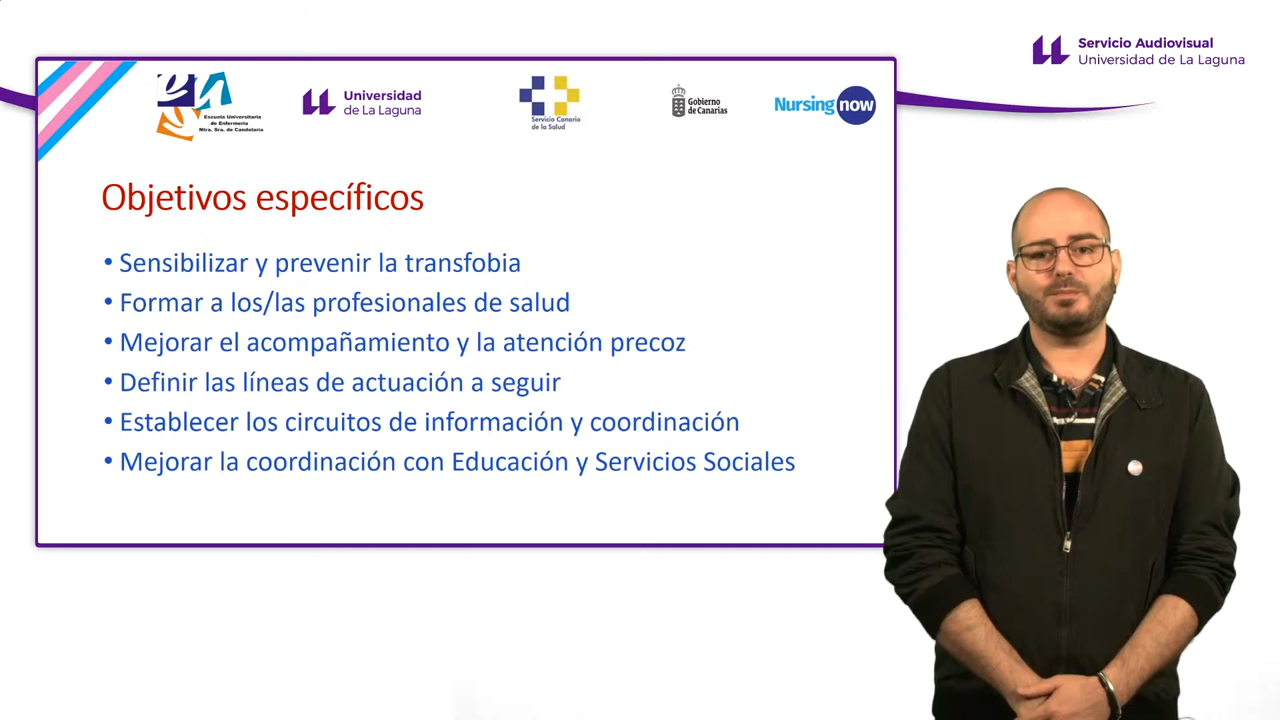 Servicio Audiovisual
Universidad de La Laguna
Escuela Universitaria
de Enfermería
Ntra. Sra. de Candelaria
Universidad
de La Laguna
Servicio Canario
de la Salud
Gobierno
de Canarias
Nursing now
Objetivos específicos
• Sensibilizar y prevenir la transfobia
• Formar a los/las profesionales de salud
• Mejorar el acompañamiento y la atención precoz
• Definir las líneas de actuación a seguir
• Establecer los circuitos de información y coordinación
• Mejorar la coordinación con Educación y Servicios Sociales